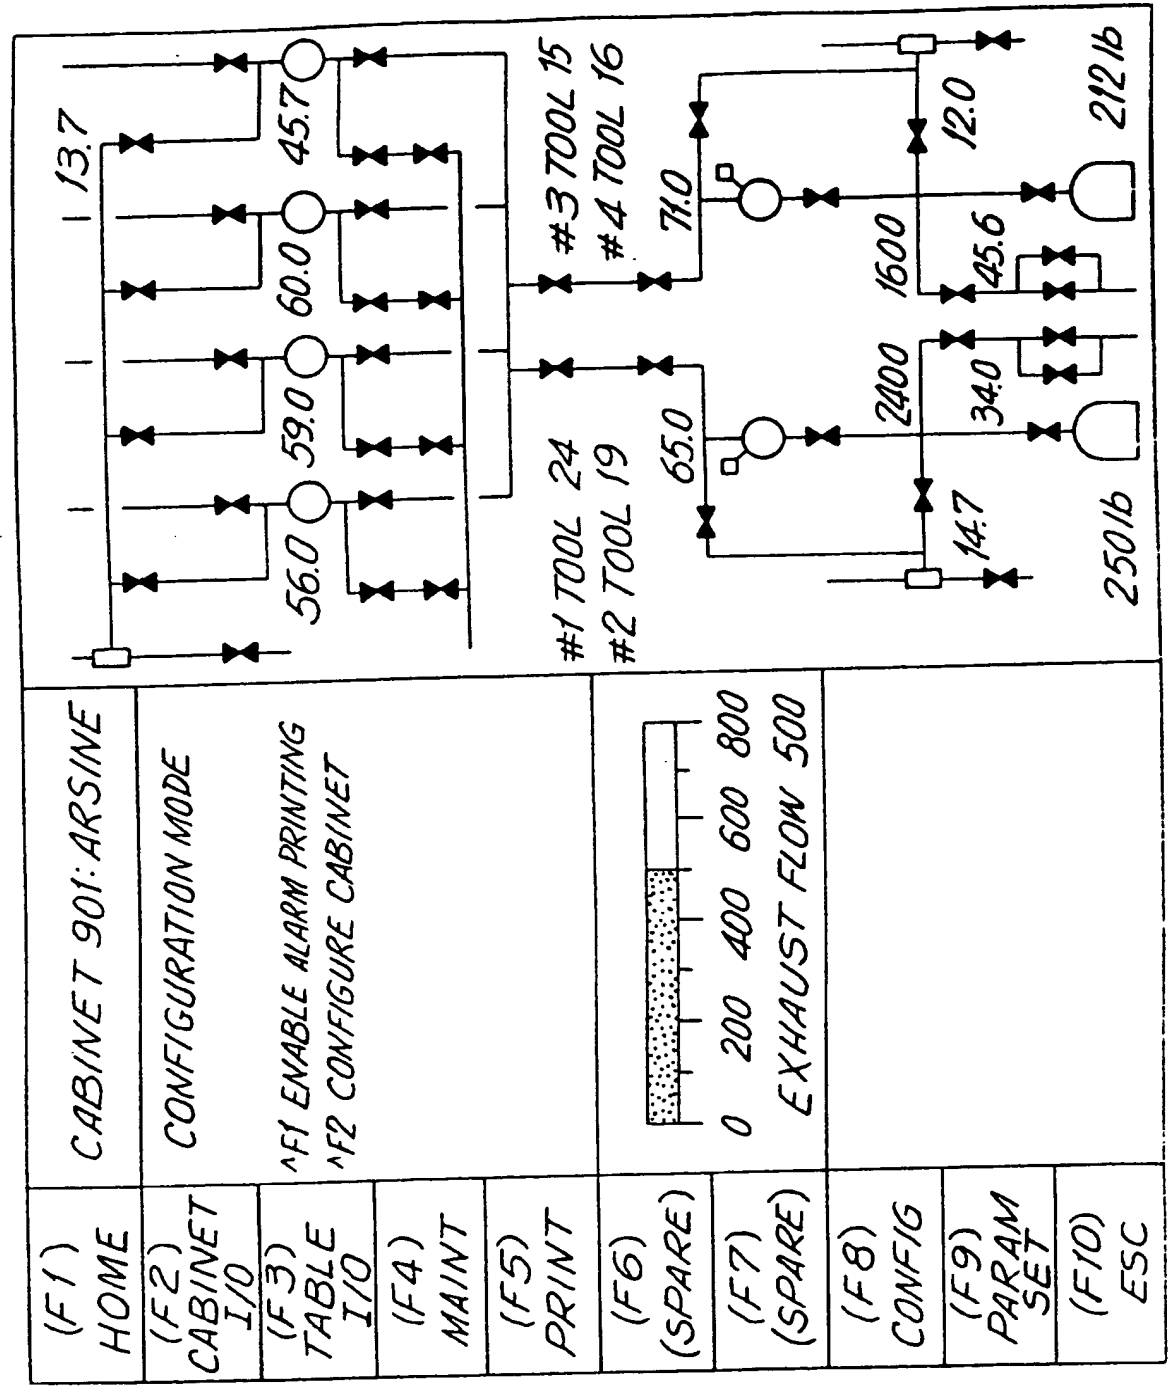 (F1)
HOME
(F2)
CABINET
I/O
(F3)
TABLE
I/O
(F4)
MAINT
(F5)
PRINT
(F6)
(SPARE)
(F7)
(SPARE)
(F8)
CONFIG
(F9)
PARAM
SET
(F10)
ESC
CABINET 901: ARSINE
CONFIGURATION MODE
^F1 ENABLE ALARM PRINTING
^F2 CONFIGURE CABINET
0 200 400 600 800
EXHAUST FLOW 500
13.7
56.0 59.0 60.0 45.7
#1 TOOL 24
#2 TOOL 19
#3 TOOL 15
#4 TOOL 16
65.0 71.0
2400 1600
14.7 34.0 45.6 12.0
250 lb 212 lb